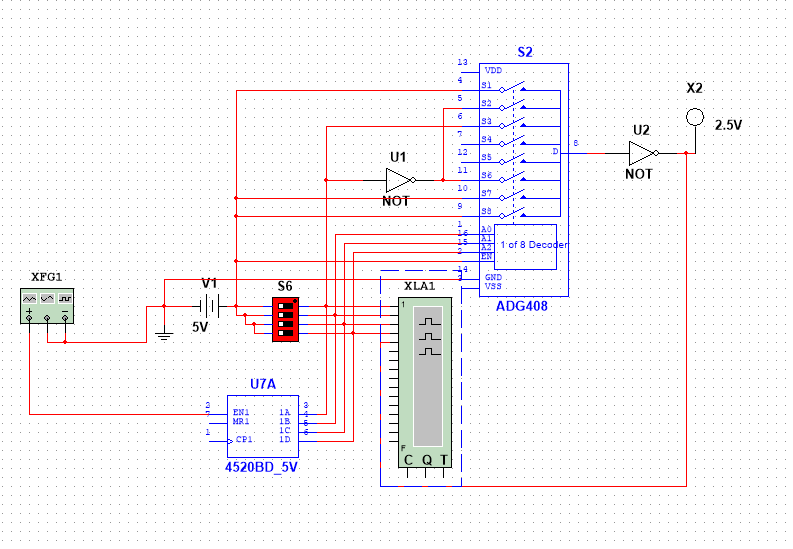 S2
13
VDD
4
S1
5
S2
6
S3
7
S4
12
S5
11
S6
10
S7
9
S8
D
8
1
16
A0
15
A1
2
A2
EN
1 of 8 Decoder
14
3
GND
VSS
ADG408
X2
2.5V
U2
NOT
U1
NOT
XFG1
+
−
V1
5V
S6
XLA1
1
F
C Q T
U7A
2
EN1
1A
3
7
MR1
1B
4
1C
5
1
CP1
1D
6
4520BD_5V